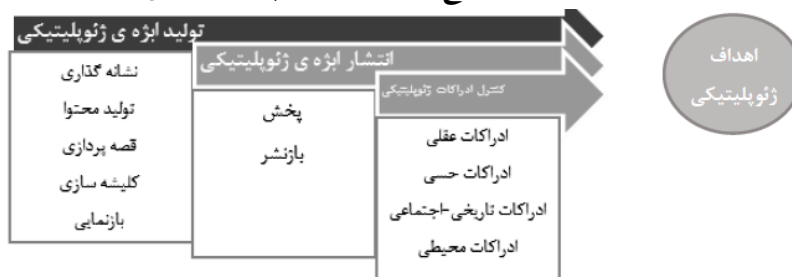 تولید ابژه ی ژئوپلیتیکی
نشانه گذاری
تولید محتوا
قصه پردازی
کلیشه سازی
بازنمایی
انتشار ابژه ی ژئوپلیتیکی
پخش
بازنشر
کنترل ادراکات ژئوپلیتیکی
ادراکات عقلی
ادراکات حسی
ادراکات تاریخی-اجتماعی
ادراکات محیطی
اهداف
ژئوپلیتیکی